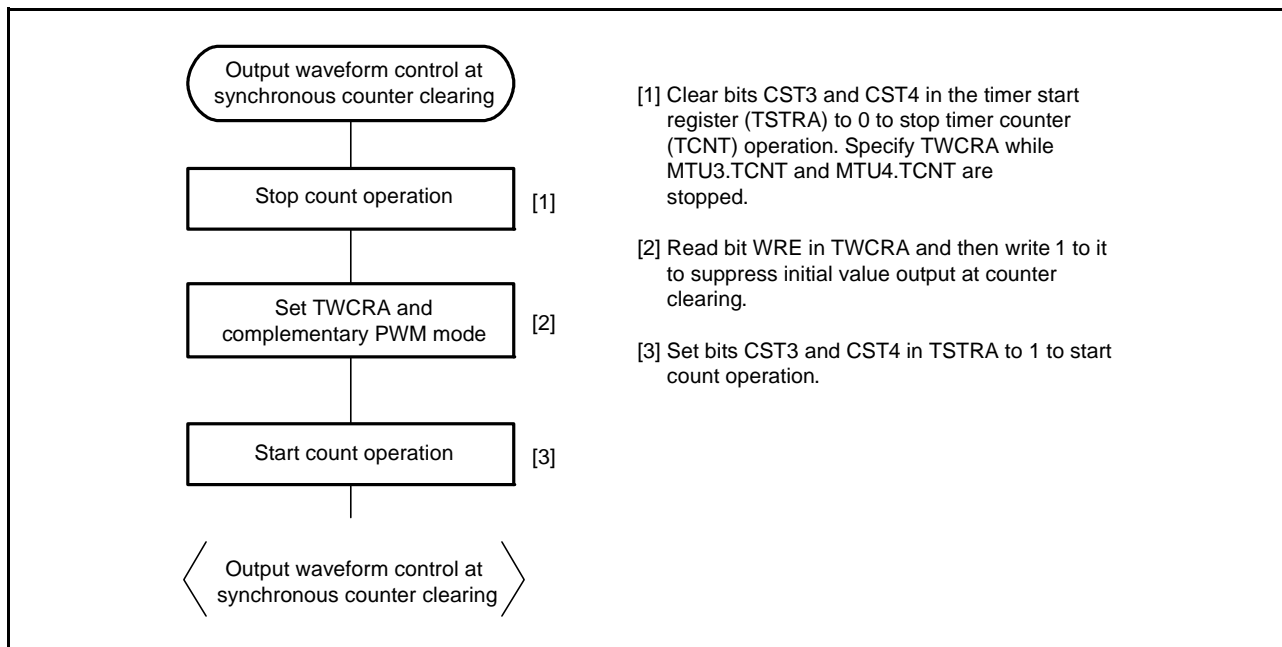 Output waveform control at
synchronous counter clearing
Stop count operation
[1]
Set TWCRA and
complementary PWM mode
[2]
Start count operation
[3]
Output waveform control at
synchronous counter clearing
[1] Clear bits CST3 and CST4 in the timer start
register (TSTRA) to 0 to stop timer counter
(TCNT) operation. Specify TWCRA while
MTU3.TCNT and MTU4.TCNT are
stopped.
[2] Read bit WRE in TWCRA and then write 1 to it
to suppress initial value output at counter
clearing.
[3] Set bits CST3 and CST4 in TSTRA to 1 to start
count operation.